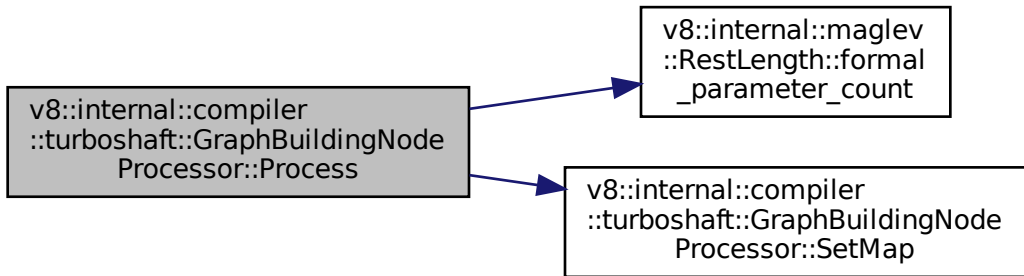 v8::internal::compiler
::turboshaft::GraphBuildingNode
Processor::Process
v8::internal::maglev
::RestLength::formal
_parameter_count
v8::internal::compiler
::turboshaft::GraphBuildingNode
Processor::SetMap